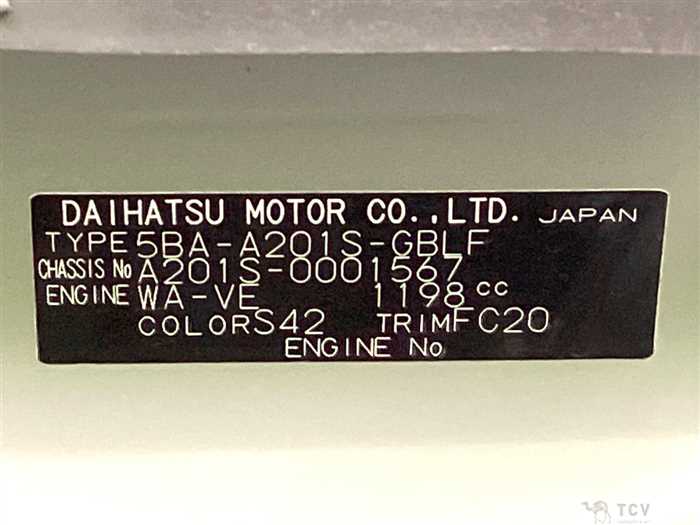 DAIHATSU MOTOR CO.,LTD. JAPAN
TYPE 5BA-A201S-GBLF
CHASSIS No A201S-0001567
ENGINE WA-VE 1198 cc
COLOR S42 TRIM FC20
ENGINE No
TCV